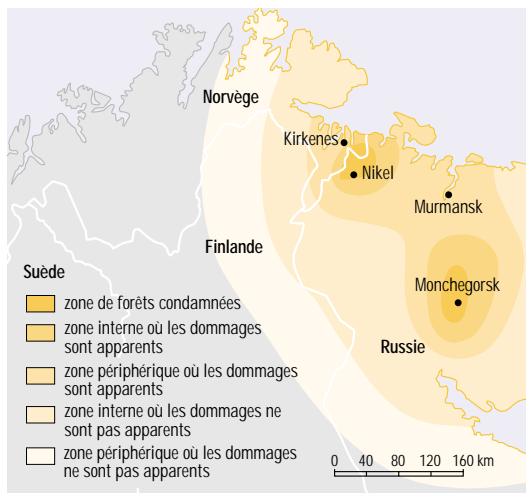 Norvège
Kirkenes
Nikel
Murmansk
Finlande
Suède
Monchegorsk
Russie
zone de forêts condamnées
zone interne où les dommages
sont apparents
zone périphérique où les dommages
sont apparents
zone interne où les dommages ne
sont pas apparents
zone périphérique où les dommages
ne sont pas apparents
0 40 80 120 160 km